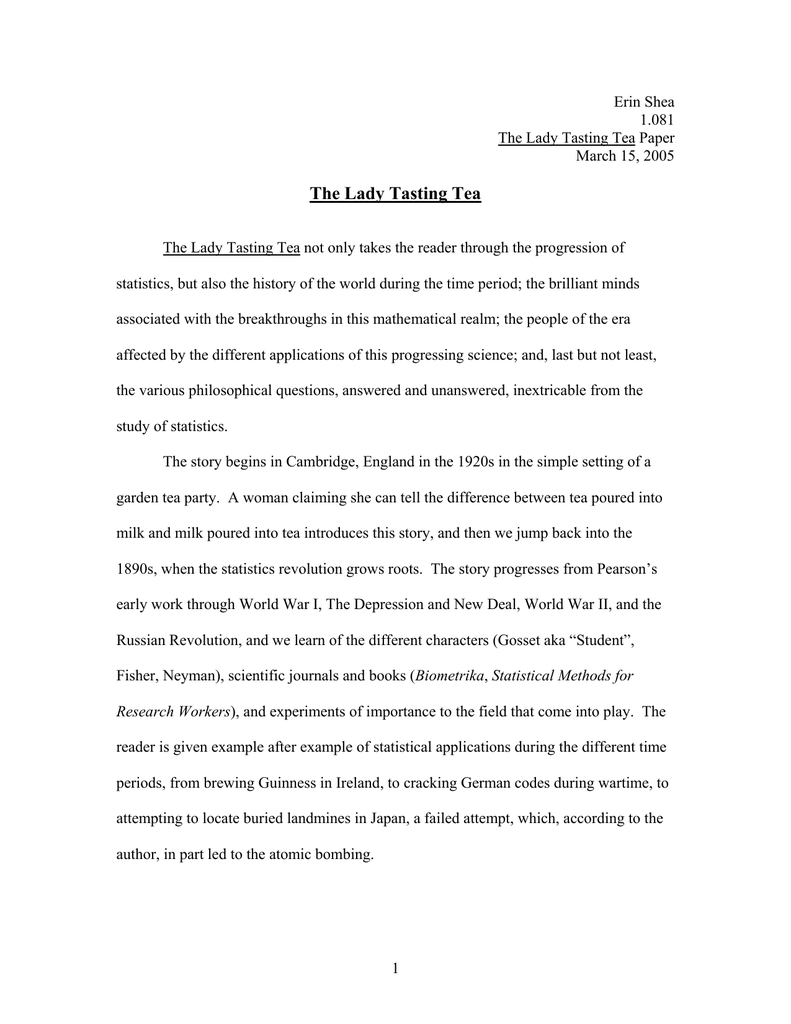 Erin Shea
1.081
The Lady Tasting Tea Paper
March 15, 2005
The Lady Tasting Tea
The Lady Tasting Tea not only takes the reader through the progression of
statistics, but also the history of the world during the time period; the brilliant minds
associated with the breakthroughs in this mathematical realm; the people of the era
affected by the different applications of this progressing science; and, last but not least,
the various philosophical questions, answered and unanswered, inextricable from the
study of statistics.
The story begins in Cambridge, England in the 1920s in the simple setting of a
garden tea party.  A woman claiming she can tell the difference between tea poured into
milk and milk poured into tea introduces this story, and then we jump back into the
1890s, when the statistics revolution grows roots.  The story progresses from Pearson’s
early work through World War I, The Depression and New Deal, World War II, and the
Russian Revolution, and we learn of the different characters (Gosset aka “Student”,
Fisher, Neyman), scientific journals and books (Biometrika, Statistical Methods for
Research Workers), and experiments of importance to the field that come into play.  The
reader is given example after example of statistical applications during the different time
periods, from brewing Guinness in Ireland, to cracking German codes during wartime, to
attempting to locate buried landmines in Japan, a failed attempt, which, according to the
author, in part led to the atomic bombing.
1